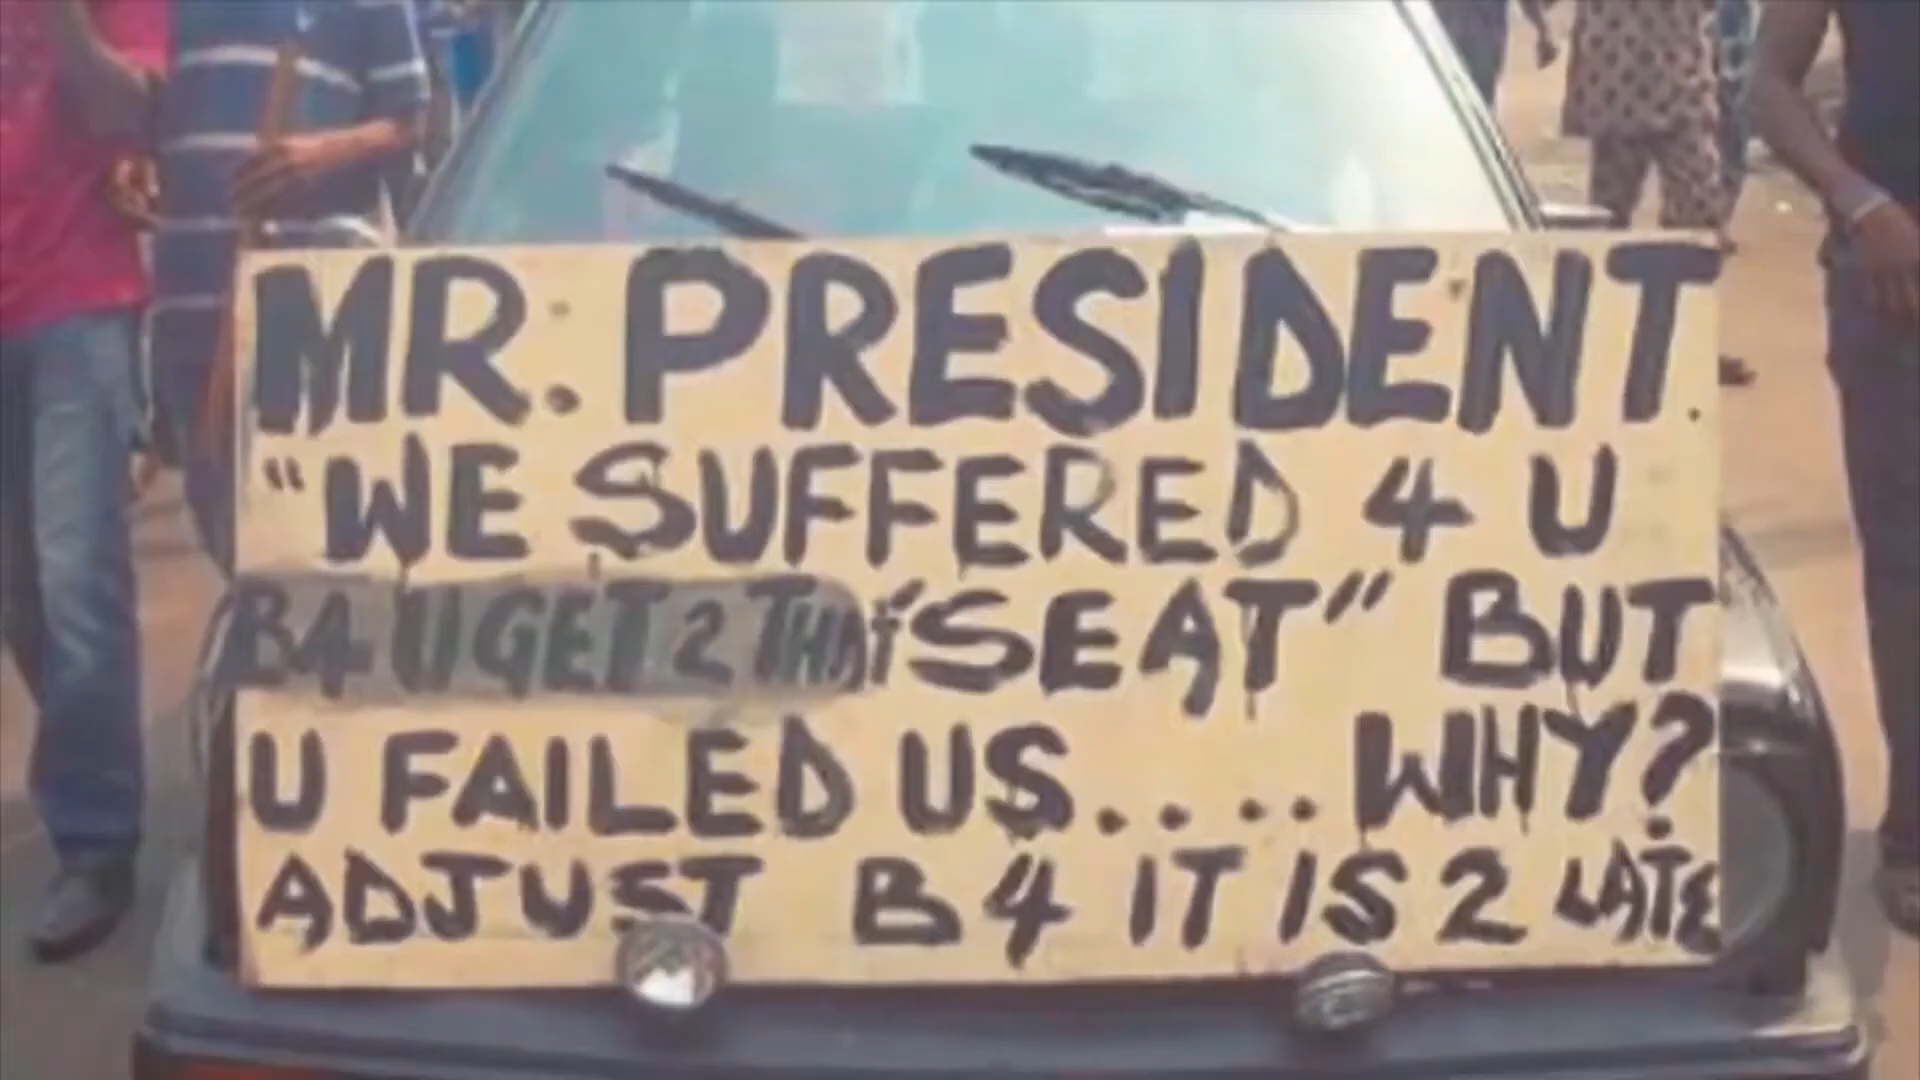 MR. PRESIDENT.
"WE SUFFERED 4 U
B4 U GET 2 THAt "SEAT" BUT
U FAILED US.... WHY?
ADJUST B4 IT IS 2 LATE